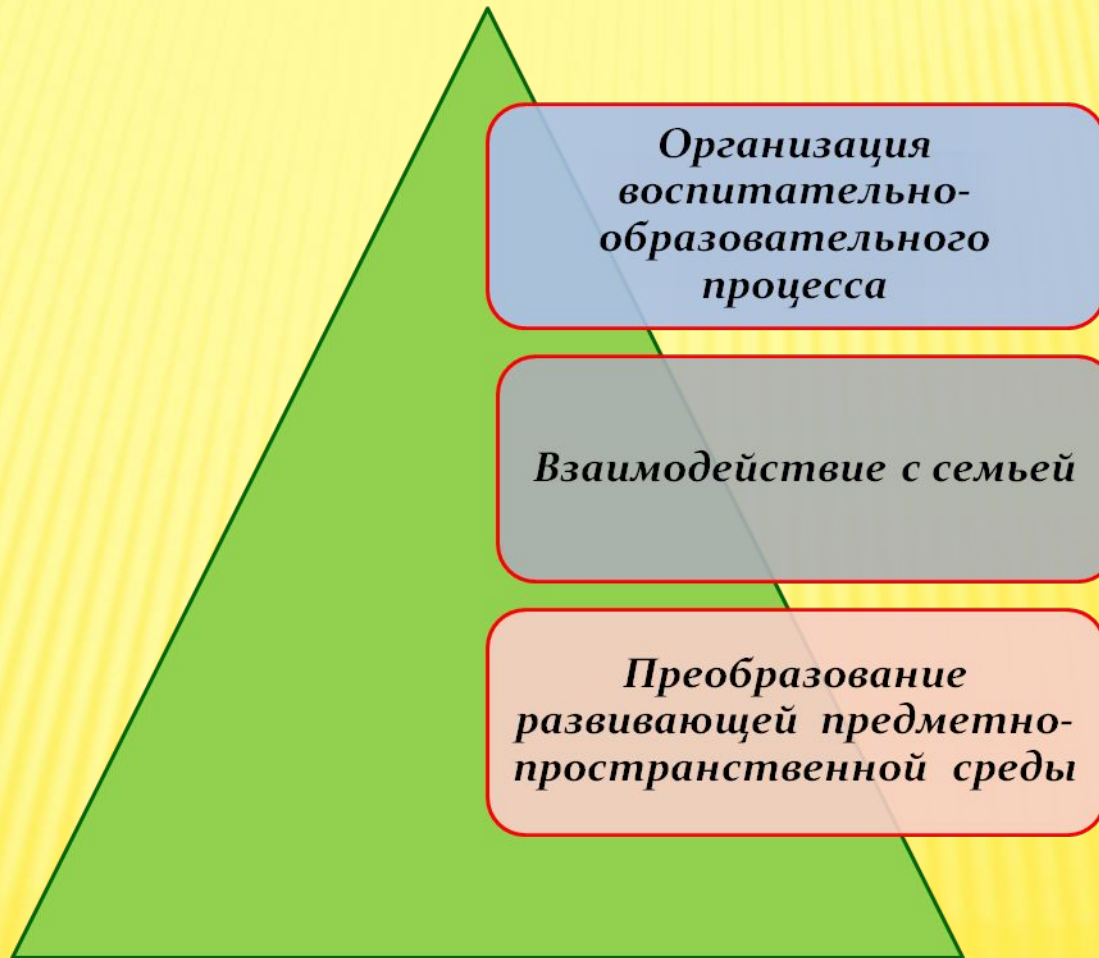 Организация
воспитательно-
образовательного
процесса
Взаимодействие с семьей
Преобразование
развивающей предметно-
пространственной среды